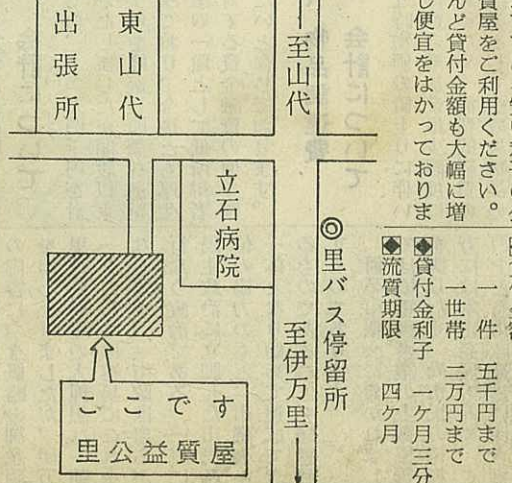 質屋をご利用ください。
んど貸付金額も大幅に増
し便宜をはかっておりま
一件 五千円まで
一世帯 二万円まで
◆貸付金利子 一ヶ月三分
◆流質期限 四ヶ月
至山代
◎里バス停留所
至伊万里
東山代
出張所
立石病院
ここです
里公益質屋